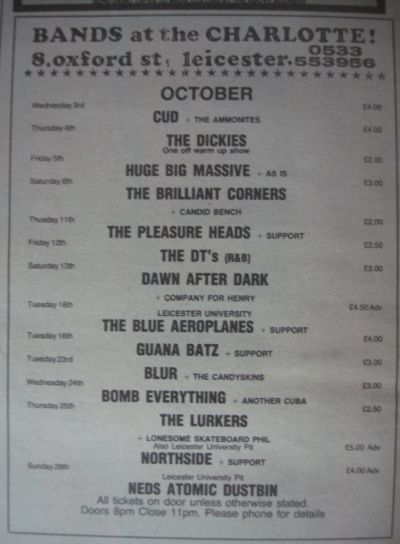 BANDS at the CHARLOTTE!
8.oxford st, leicester. 0533 553956
OCTOBER
Wednesday 3rd £4.00
CUD + THE AMMONITES
Thursday 4th £4.00
THE DICKIES
One off warm up show
Friday 5th £2.00
HUGE BIG MASSIVE + AS IS
Saturday 6th £3.00
THE BRILLIANT CORNERS
+ CANDID BENCH
Thursday 11th £2.00
THE PLEASURE HEADS + SUPPORT
Friday 12th £2.50
THE DT's (R&B)
Saturday 13th £3.00
DAWN AFTER DARK
+ COMPANY FOR HENRY
Tuesday 16th £4.50 Adv
LEICESTER UNIVERSITY
THE BLUE AEROPLANES + SUPPORT
Tuesday 16th £4.00
GUANA BATZ + SUPPORT
Tuesday 23rd £3.00
BLUR + THE CANDYSKINS
Wednesday 24th £3.00
BOMB EVERYTHING + ANOTHER CUBA
Thursday 25th £2.50
THE LURKERS
+ LONESOME SKATEBOARD PHIL
Also Leicester University Pit £5.00 Adv
NORTHSIDE + SUPPORT
Sunday 28th £4.00 Adv
Leicester University Pit
NEDS ATOMIC DUSTBIN
All tickets on door unless otherwise stated.
Doors 8pm Close 11pm. Please phone for details